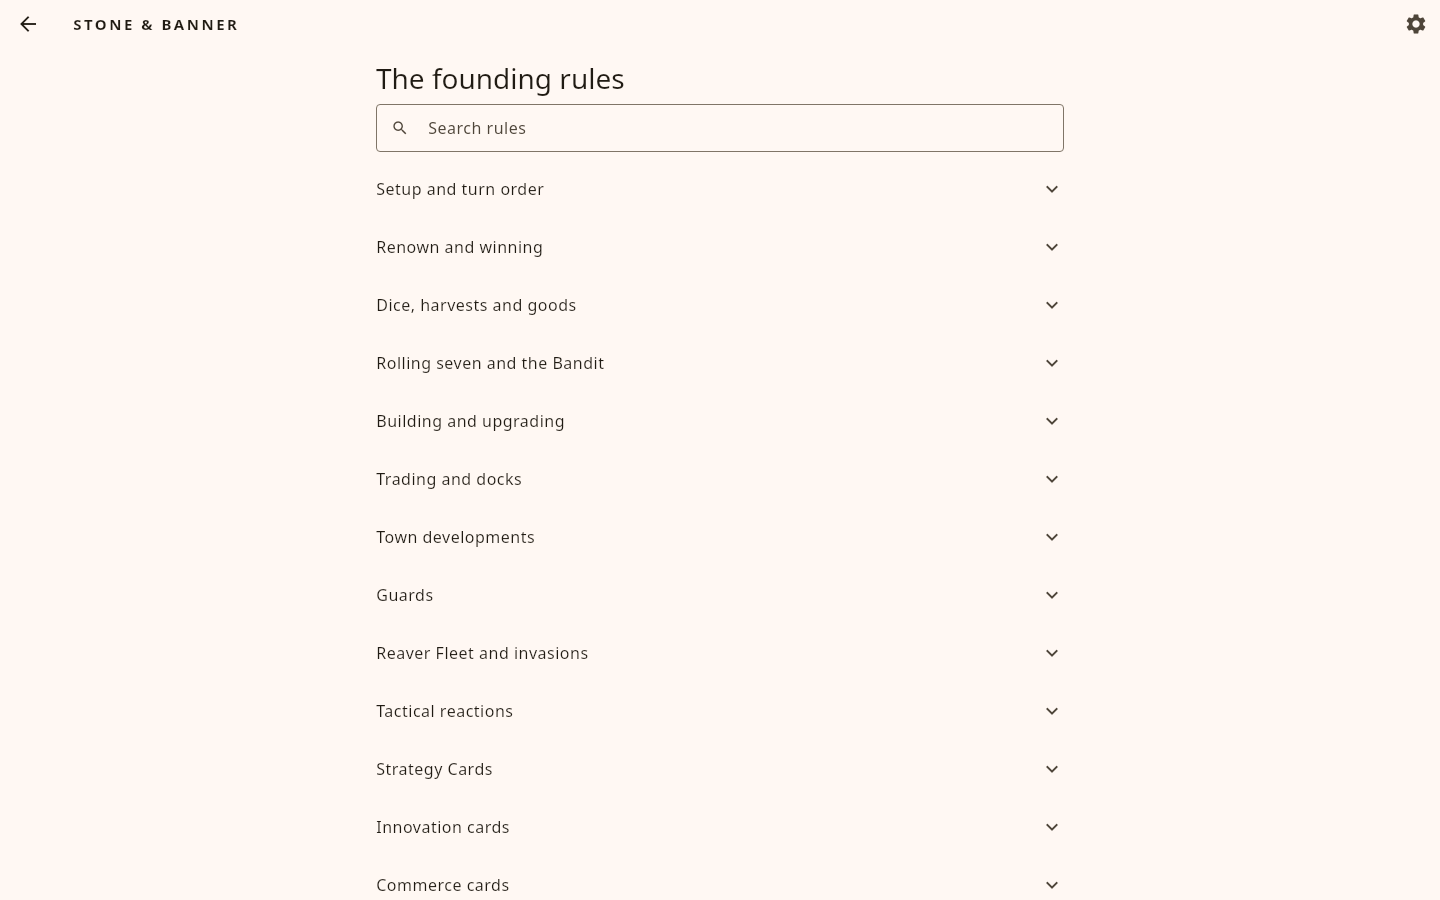 STONE & BANNER
The founding rules
Search rules
Setup and turn order
Renown and winning
Dice, harvests and goods
Rolling seven and the Bandit
Building and upgrading
Trading and docks
Town developments
Guards
Reaver Fleet and invasions
Tactical reactions
Strategy Cards
Innovation cards
Commerce cards